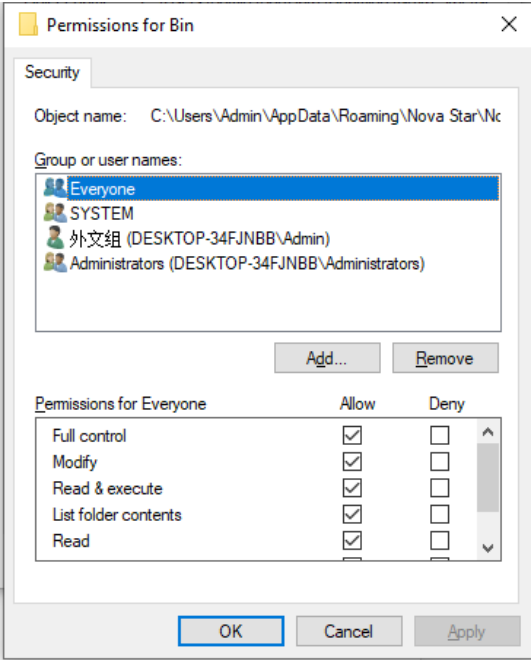 Permissions for Bin
Security
Object name: C:\Users\Admin\AppData\Roaming\Nova Star\Nc
Group or user names:
Everyone
SYSTEM
外文组 (DESKTOP-34FJNBB\Admin)
Administrators (DESKTOP-34FJNBB\Administrators)
Add... Remove
Permissions for Everyone Allow Deny
Full control
Modify
Read & execute
List folder contents
Read
OK Cancel Apply